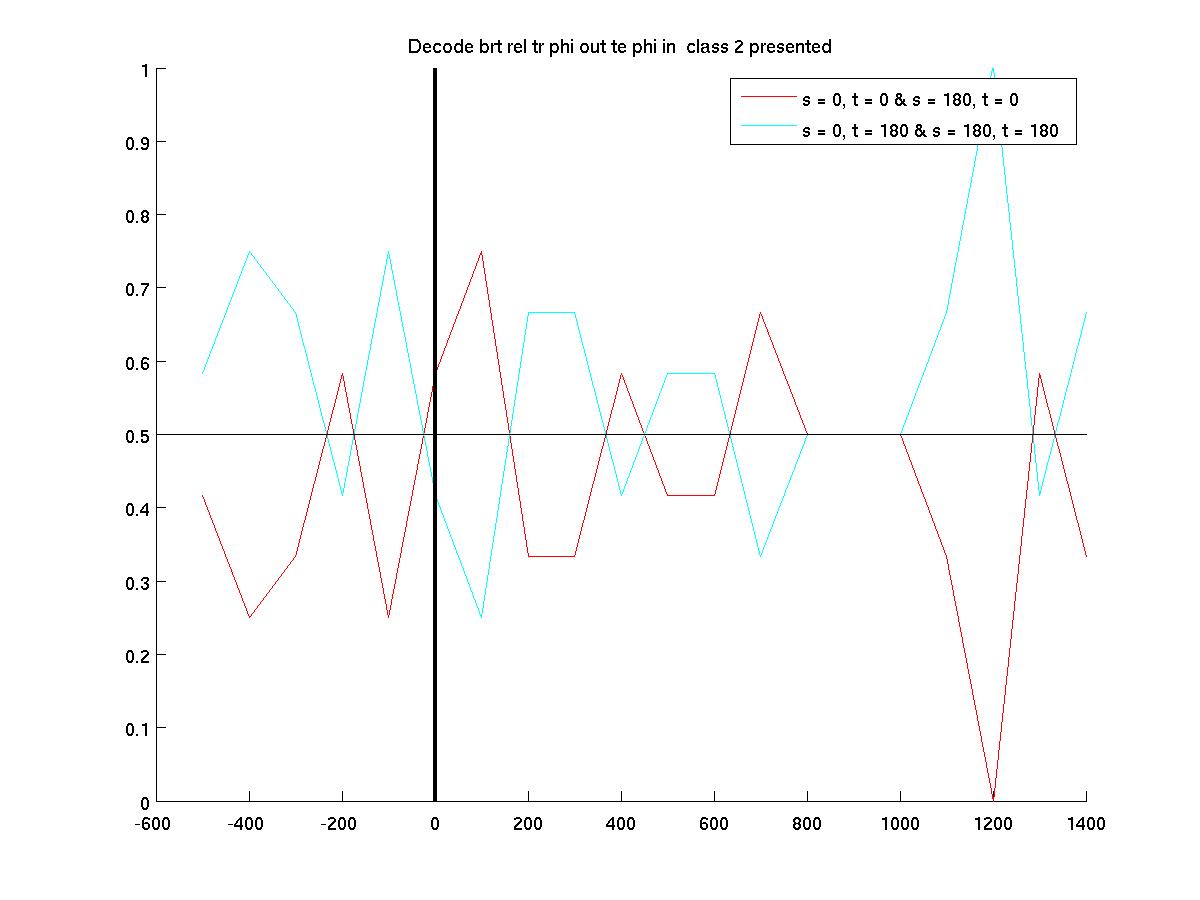 Decode brt rel tr phi out te phi in  class 2 presented
s = 0, t = 0 & s = 180, t = 0
s = 0, t = 180 & s = 180, t = 180
1
0.9
0.8
0.7
0.6
0.5
0.4
0.3
0.2
0.1
0
-600 -400 -200 0 200 400 600 800 1000 1200 1400